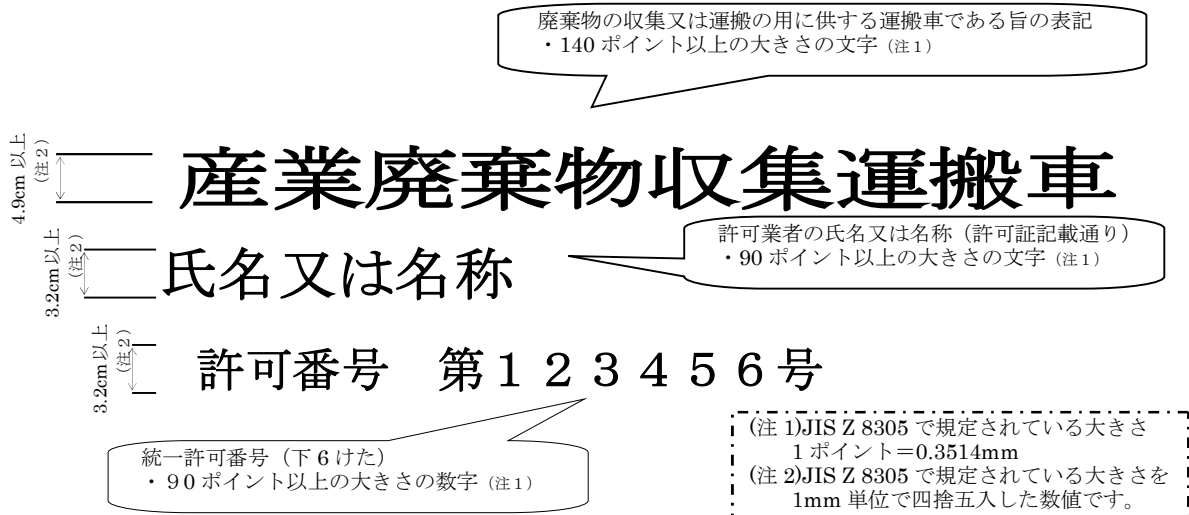 廃棄物の収集又は運搬の用に供する運搬車である旨の表記
・140 ポイント以上の大きさの文字（注１）
4.9cm 以上
（注２）
産業廃棄物収集運搬車
3.2cm 以上
（注２）
氏名又は名称
許可業者の氏名又は名称（許可証記載通り）
・90 ポイント以上の大きさの文字（注１）
3.2cm 以上
（注２）
許可番号　第１２３４５６号
統一許可番号（下 6 けた）
・９0 ポイント以上の大きさの数字（注１）
(注 1)JIS Z 8305 で規定されている大きさ
1 ポイント＝0.3514mm
(注 2)JIS Z 8305 で規定されている大きさを
1mm 単位で四捨五入した数値です。